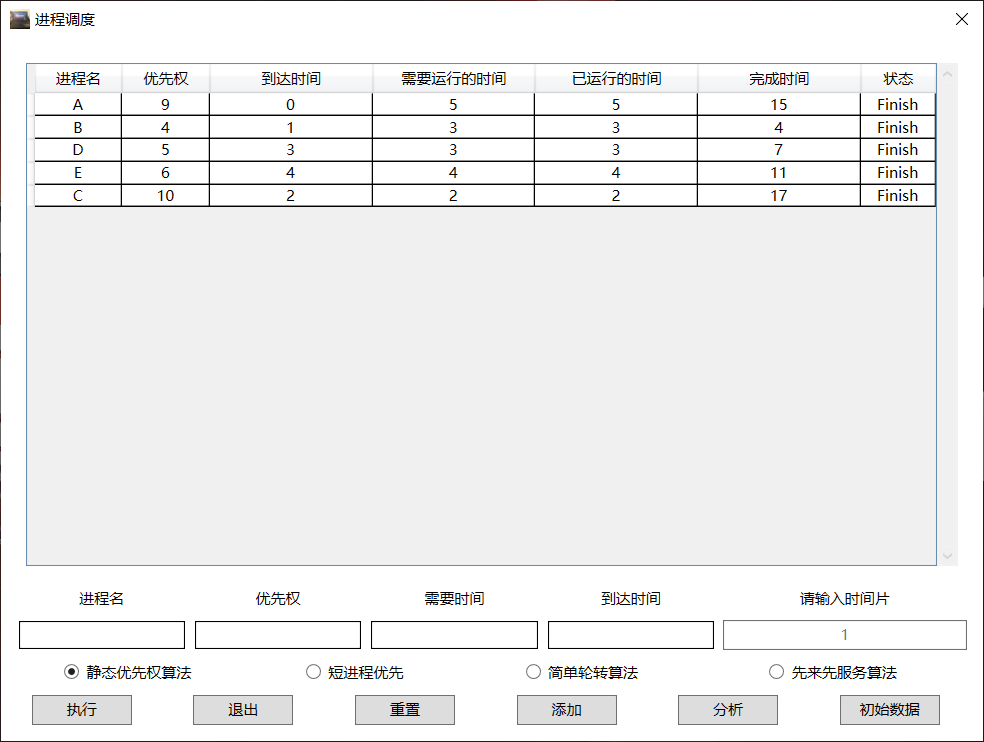 进程调度
进程名 优先权 到达时间 需要运行的时间 已运行的时间 完成时间 状态
A 9 0 5 5 15 Finish
B 4 1 3 3 4 Finish
D 5 3 3 3 7 Finish
E 6 4 4 4 11 Finish
C 10 2 2 2 17 Finish
进程名 优先权 需要时间 到达时间 请输入时间片
1
静态优先权算法 短进程优先 简单轮转算法 先来先服务算法
执行 退出 重置 添加 分析 初始数据